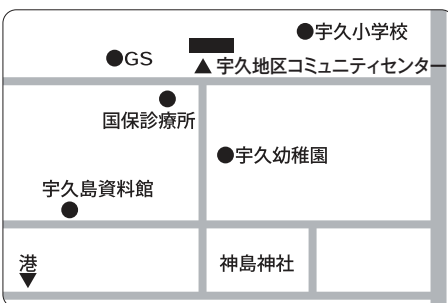 ●宇久小学校
●GS
▲宇久地区コミュニティセンター
国保診療所
●宇久幼稚園
宇久島資料館
港
神島神社